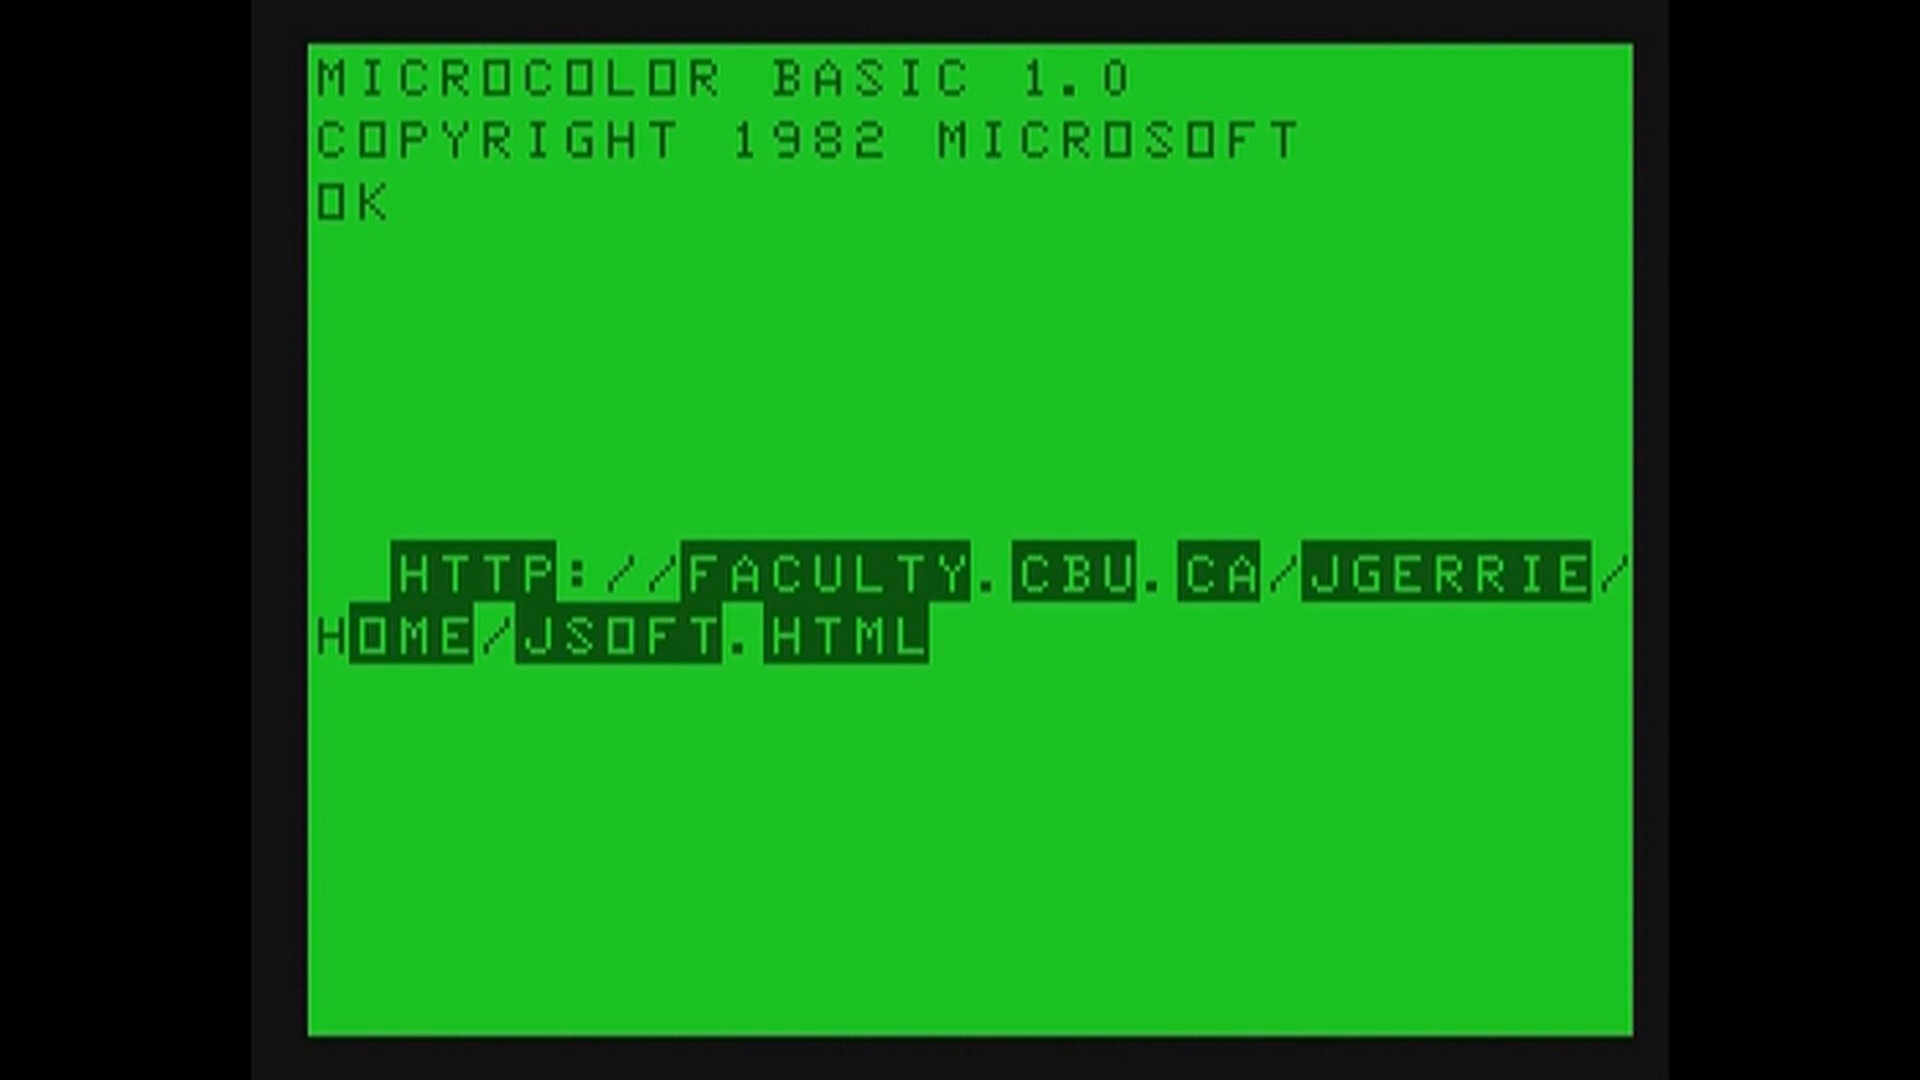 MICROCOLOR BASIC 1.0
COPYRIGHT 1982 MICROSOFT
OK
HTTP://FACULTY.CBU.CA/JGERRIE/
HOME/JSOFT.HTML